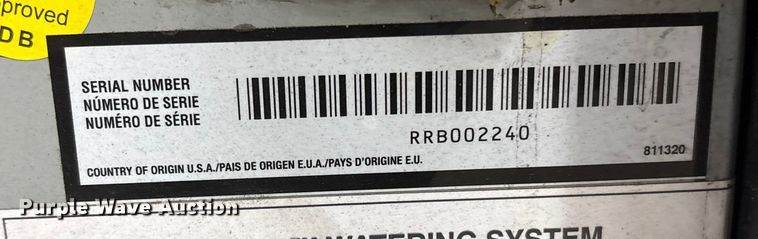 proved
DB
SERIAL NUMBER
NÚMERO DE SERIE
NUMÉRO DE SÉRIE
RRB002240
811320
COUNTRY OF ORIGIN U.S.A./PAIS DE ORIGEN E.U.A./PAYS D'ORIGINE E.U.
Purple Wave Auction
WATERING SYSTEM